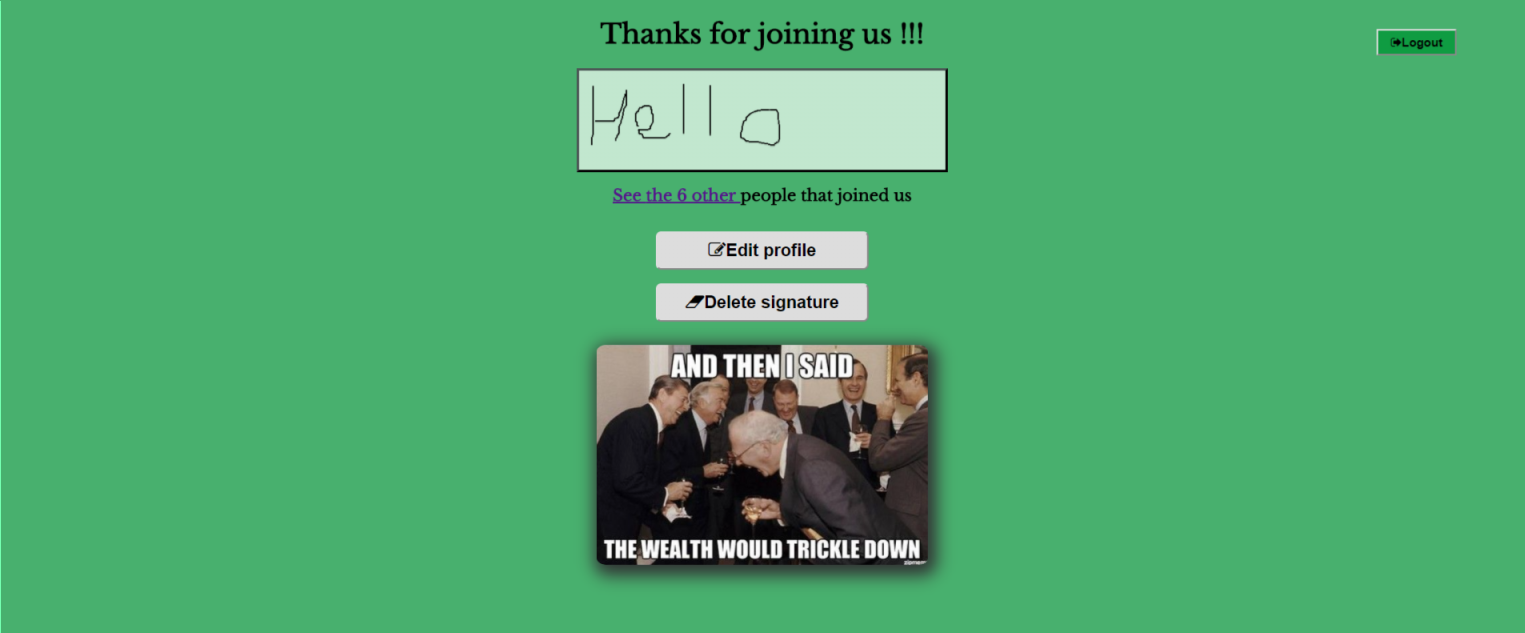 Thanks for joining us !!!
Logout
Hello
See the 6 other people that joined us
Edit profile
Delete signature
AND THEN I SAID
THE WEALTH WOULD TRICKLE DOWN